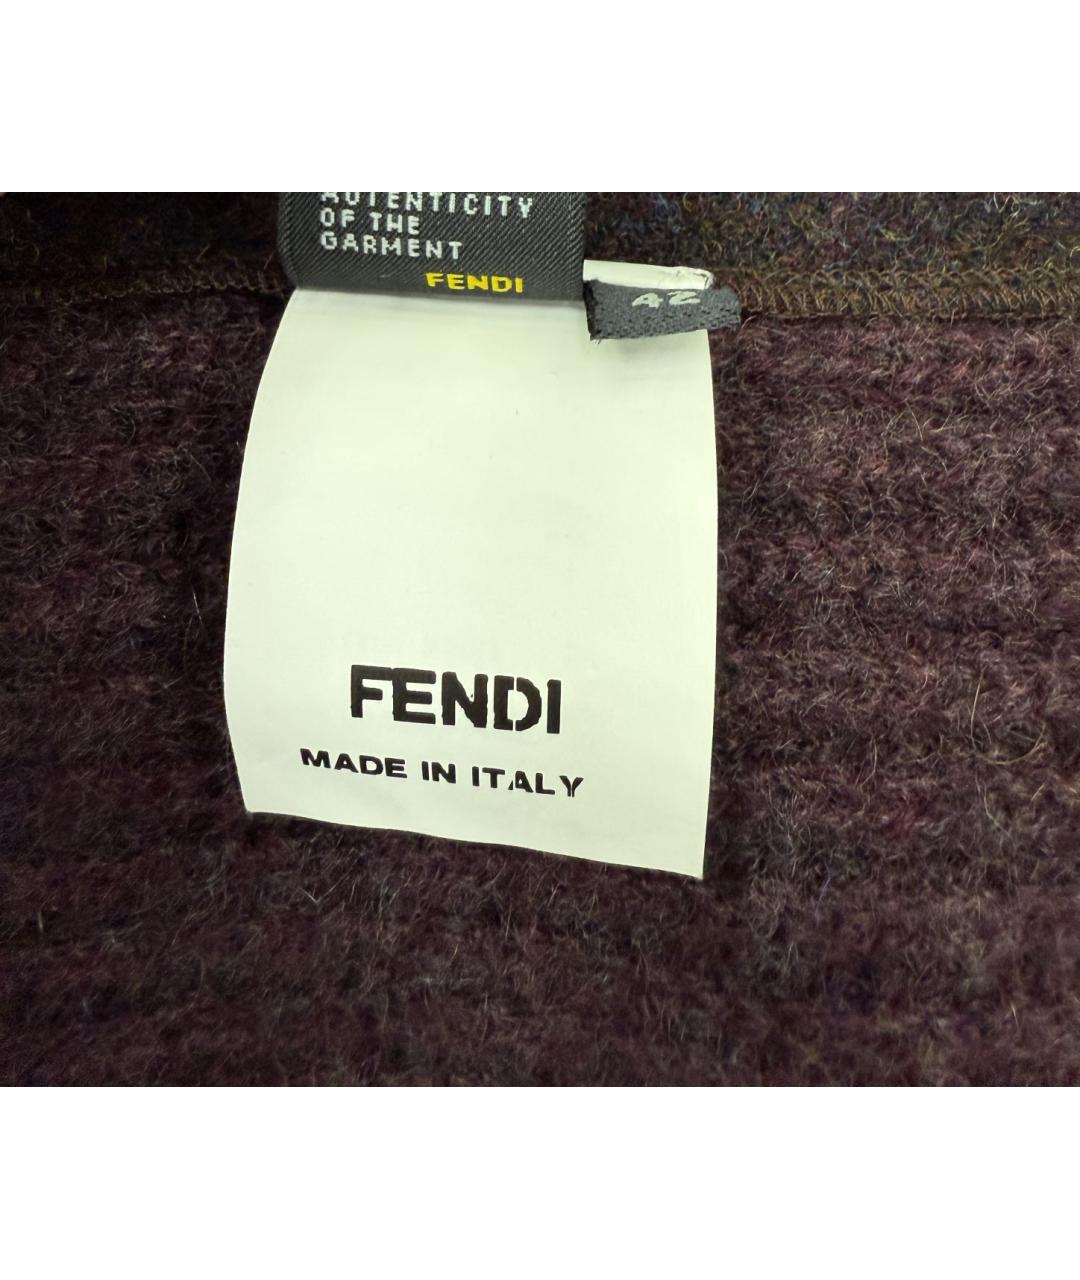 AUTENTICITY
OF THE
GARMENT
FENDI
42
FENDI
MADE IN ITALY